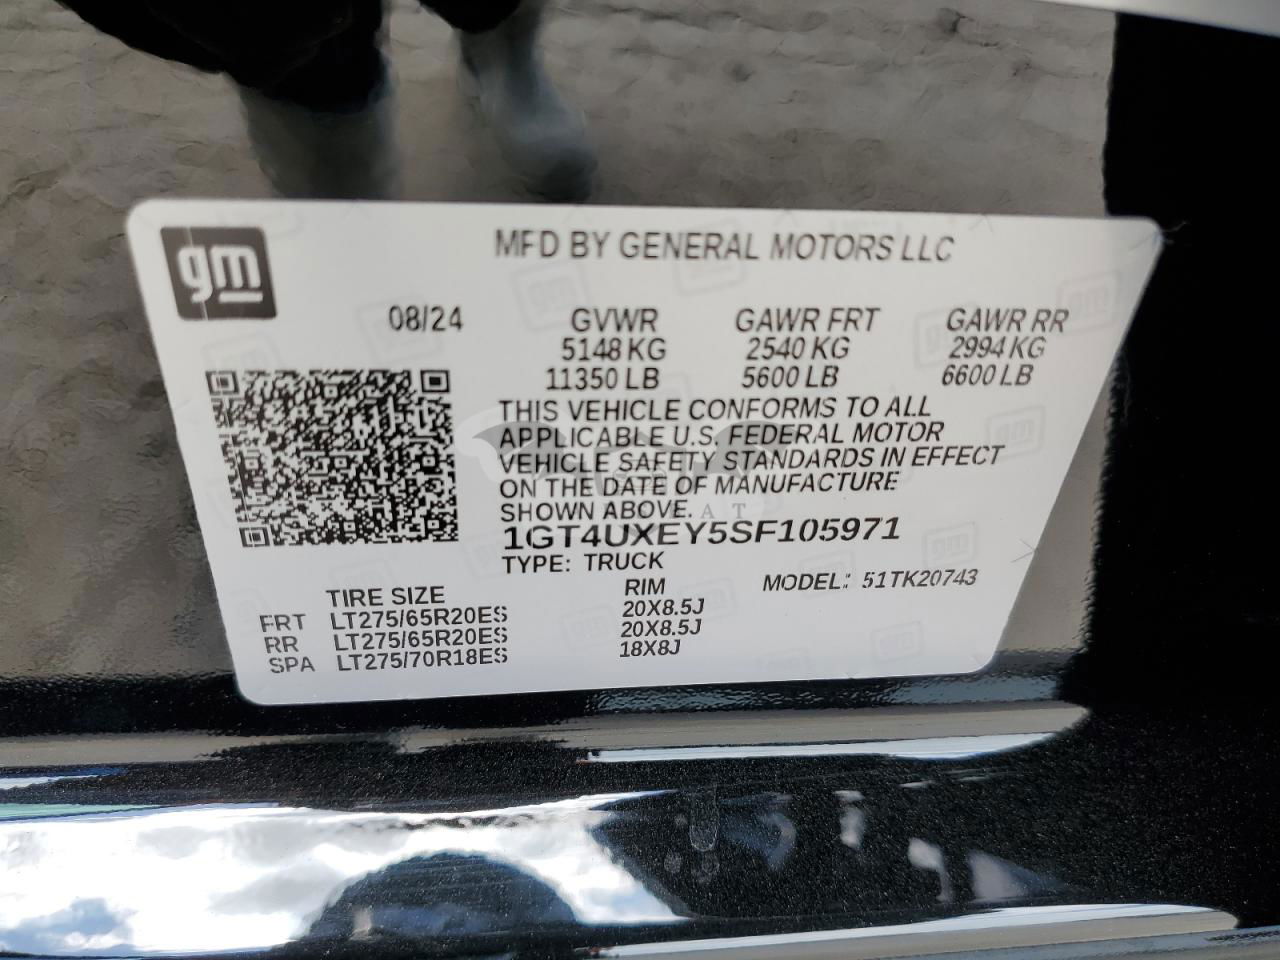 gm
MFD BY GENERAL MOTORS LLC
08/24 GVWR GAWR FRT GAWR RR
5148 KG 2540 KG 2994 KG
11350 LB 5600 LB 6600 LB
THIS VEHICLE CONFORMS TO ALL
APPLICABLE U.S. FEDERAL MOTOR
VEHICLE SAFETY STANDARDS IN EFFECT
ON THE DATE OF MANUFACTURE
SHOWN ABOVE.
1GT4UXEY5SF105971
TYPE: TRUCK
TIRE SIZE RIM MODEL: 51TK20743
FRT LT275/65R20ES 20X8.5J
RR LT275/65R20ES 20X8.5J
SPA LT275/70R18ES 18X8J